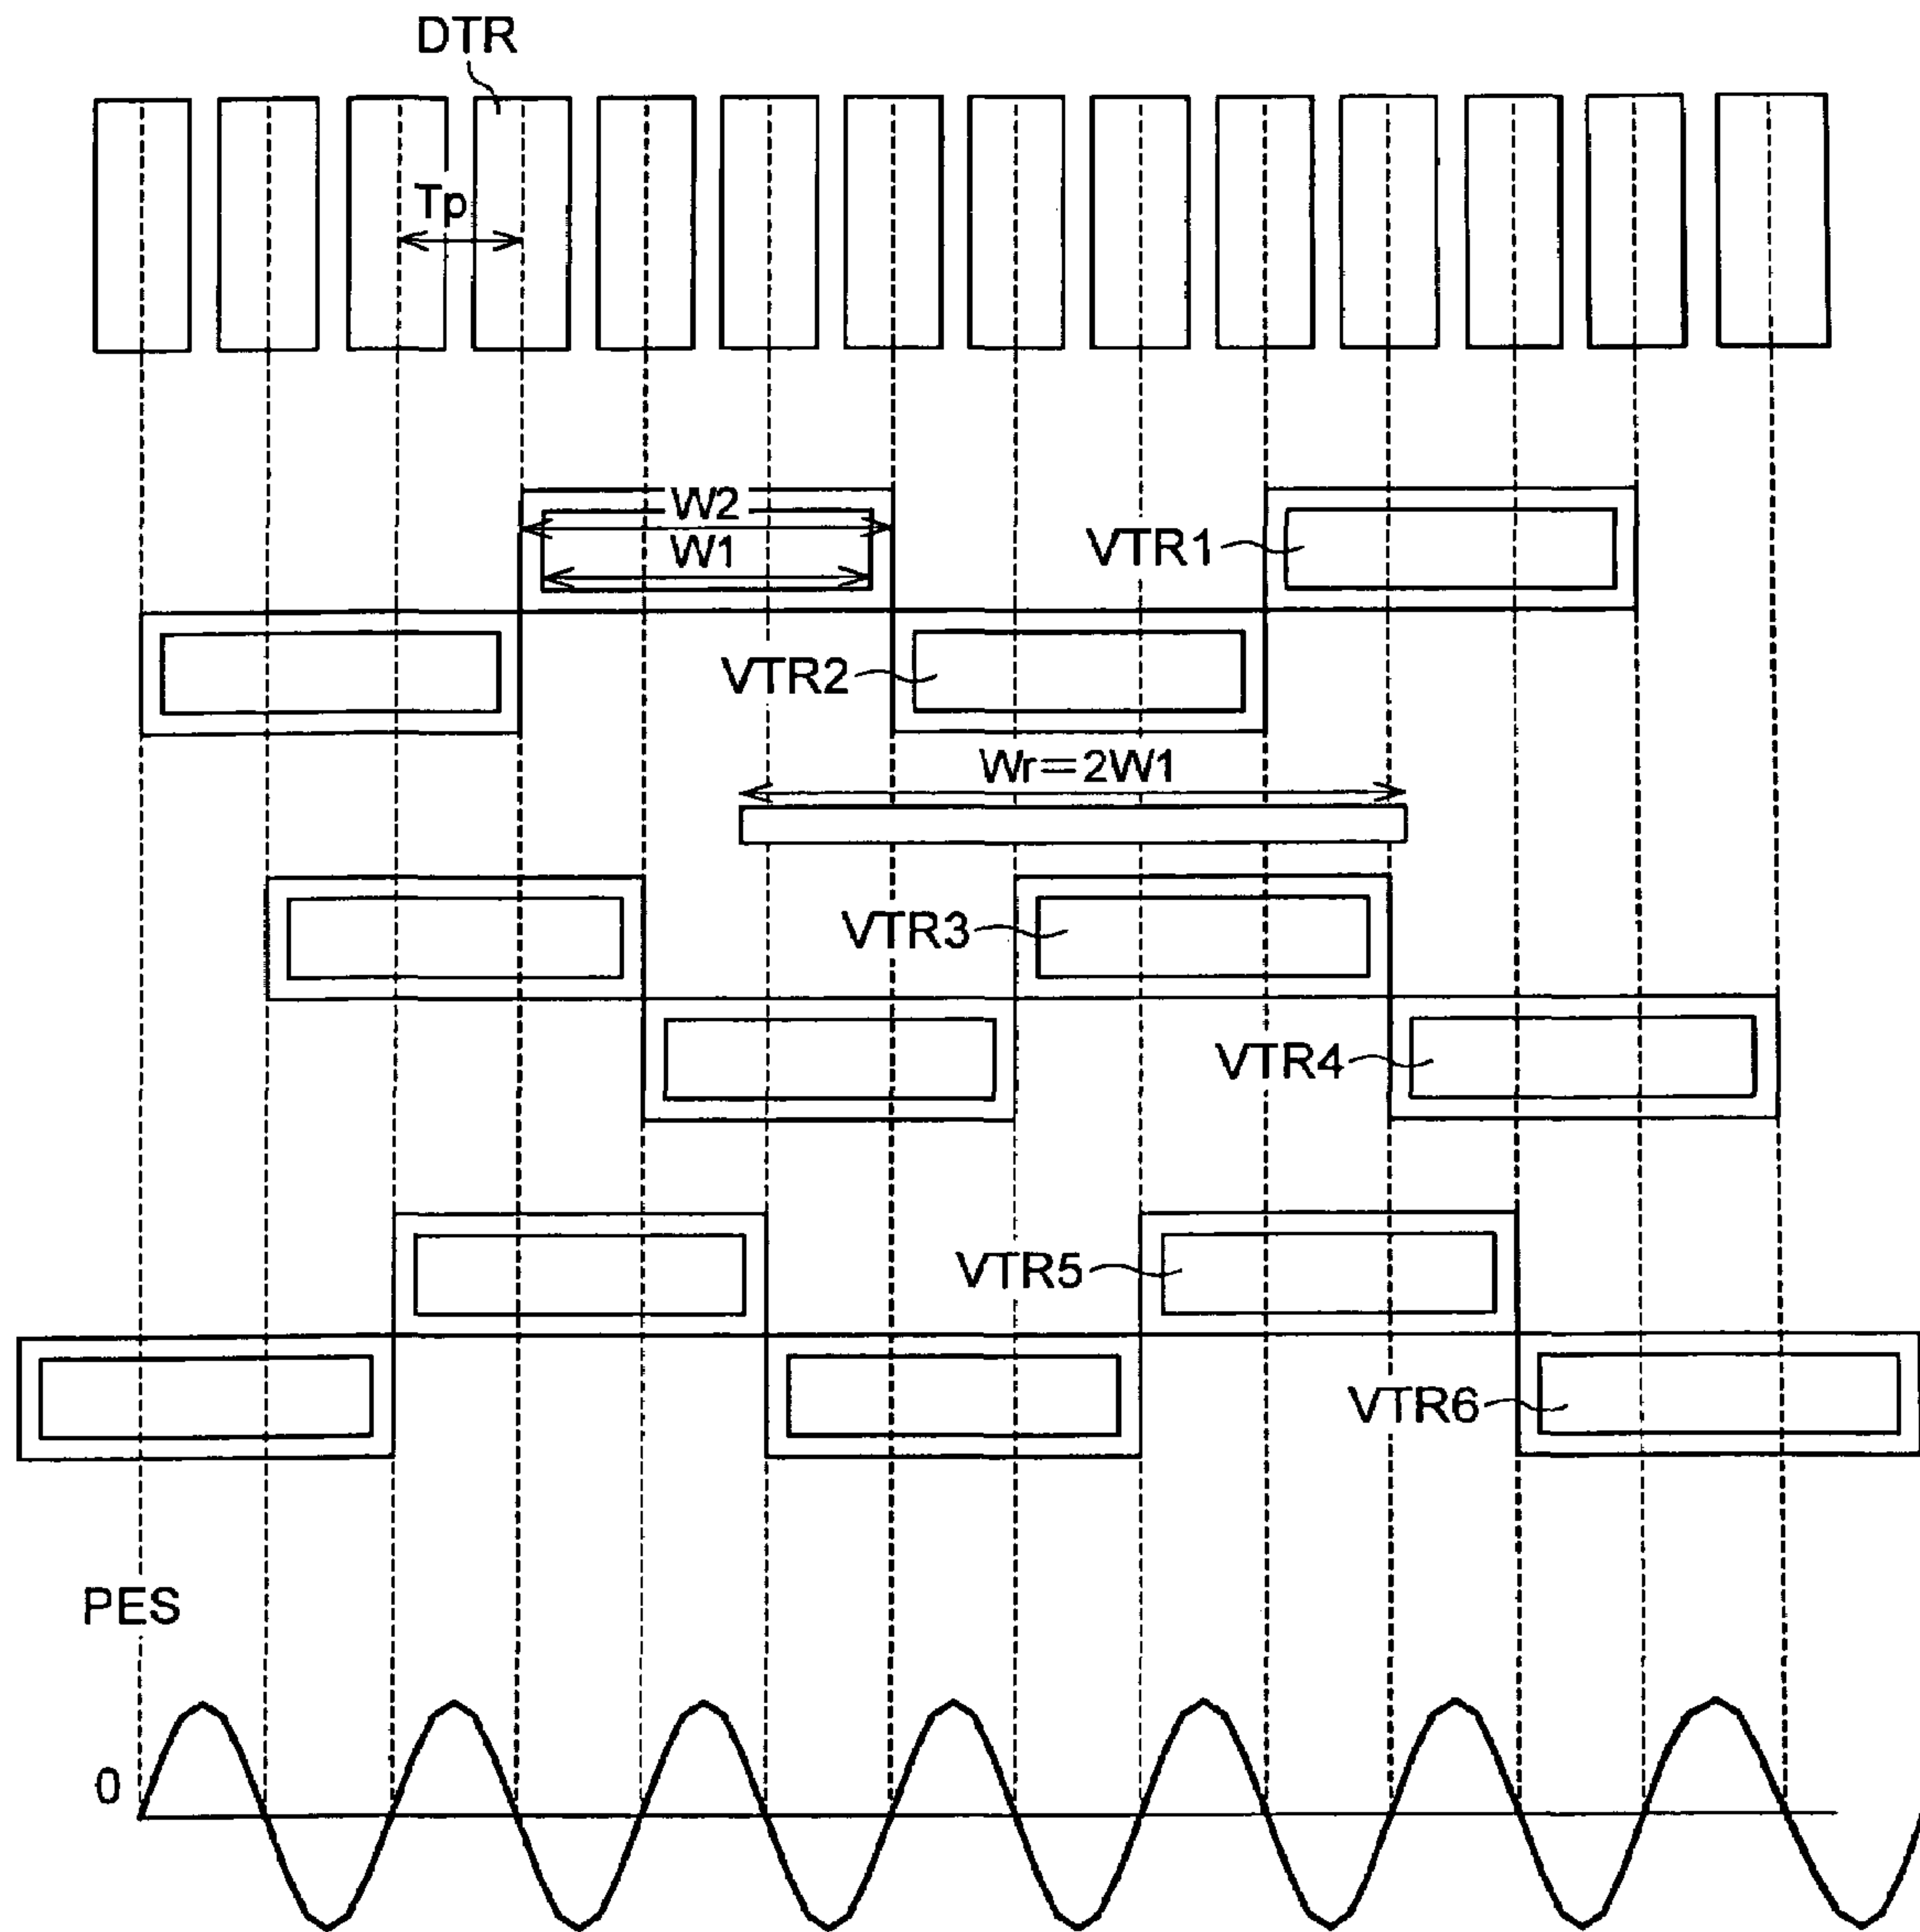 DTR
Tp
W2
W1
VTR1
VTR2
Wr=2W1
VTR3
VTR4
VTR5
VTR6
PES
0